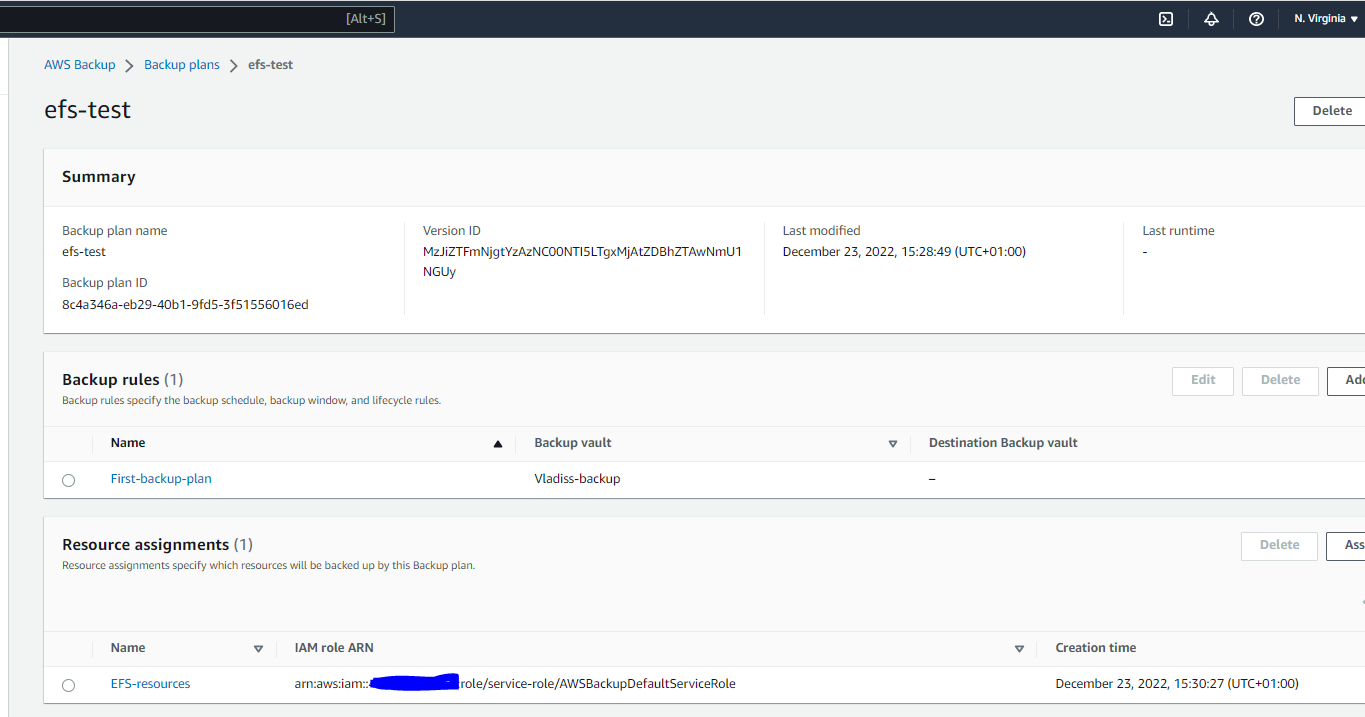 [Alt+S]
N. Virginia
AWS Backup Backup plans efs-test
efs-test
Delete
Summary
Backup plan name
efs-test
Backup plan ID
8c4a346a-eb29-40b1-9fd5-3f51556016ed
Version ID
MzJiZTFmNjgtYzAzNC00NTI5LTgxMjAtZDBhZTAwNmU1
NGUy
Last modified
December 23, 2022, 15:28:49 (UTC+01:00)
Last runtime
-
Backup rules (1)
Edit Delete Add
Backup rules specify the backup schedule, backup window, and lifecycle rules.
Name Backup vault Destination Backup vault
First-backup-plan Vladiss-backup –
Resource assignments (1)
Delete Ass
Resource assignments specify which resources will be backed up by this Backup plan.
Name IAM role ARN Creation time
EFS-resources arn:aws:iam:: :role/service-role/AWSBackupDefaultServiceRole December 23, 2022, 15:30:27 (UTC+01:00)